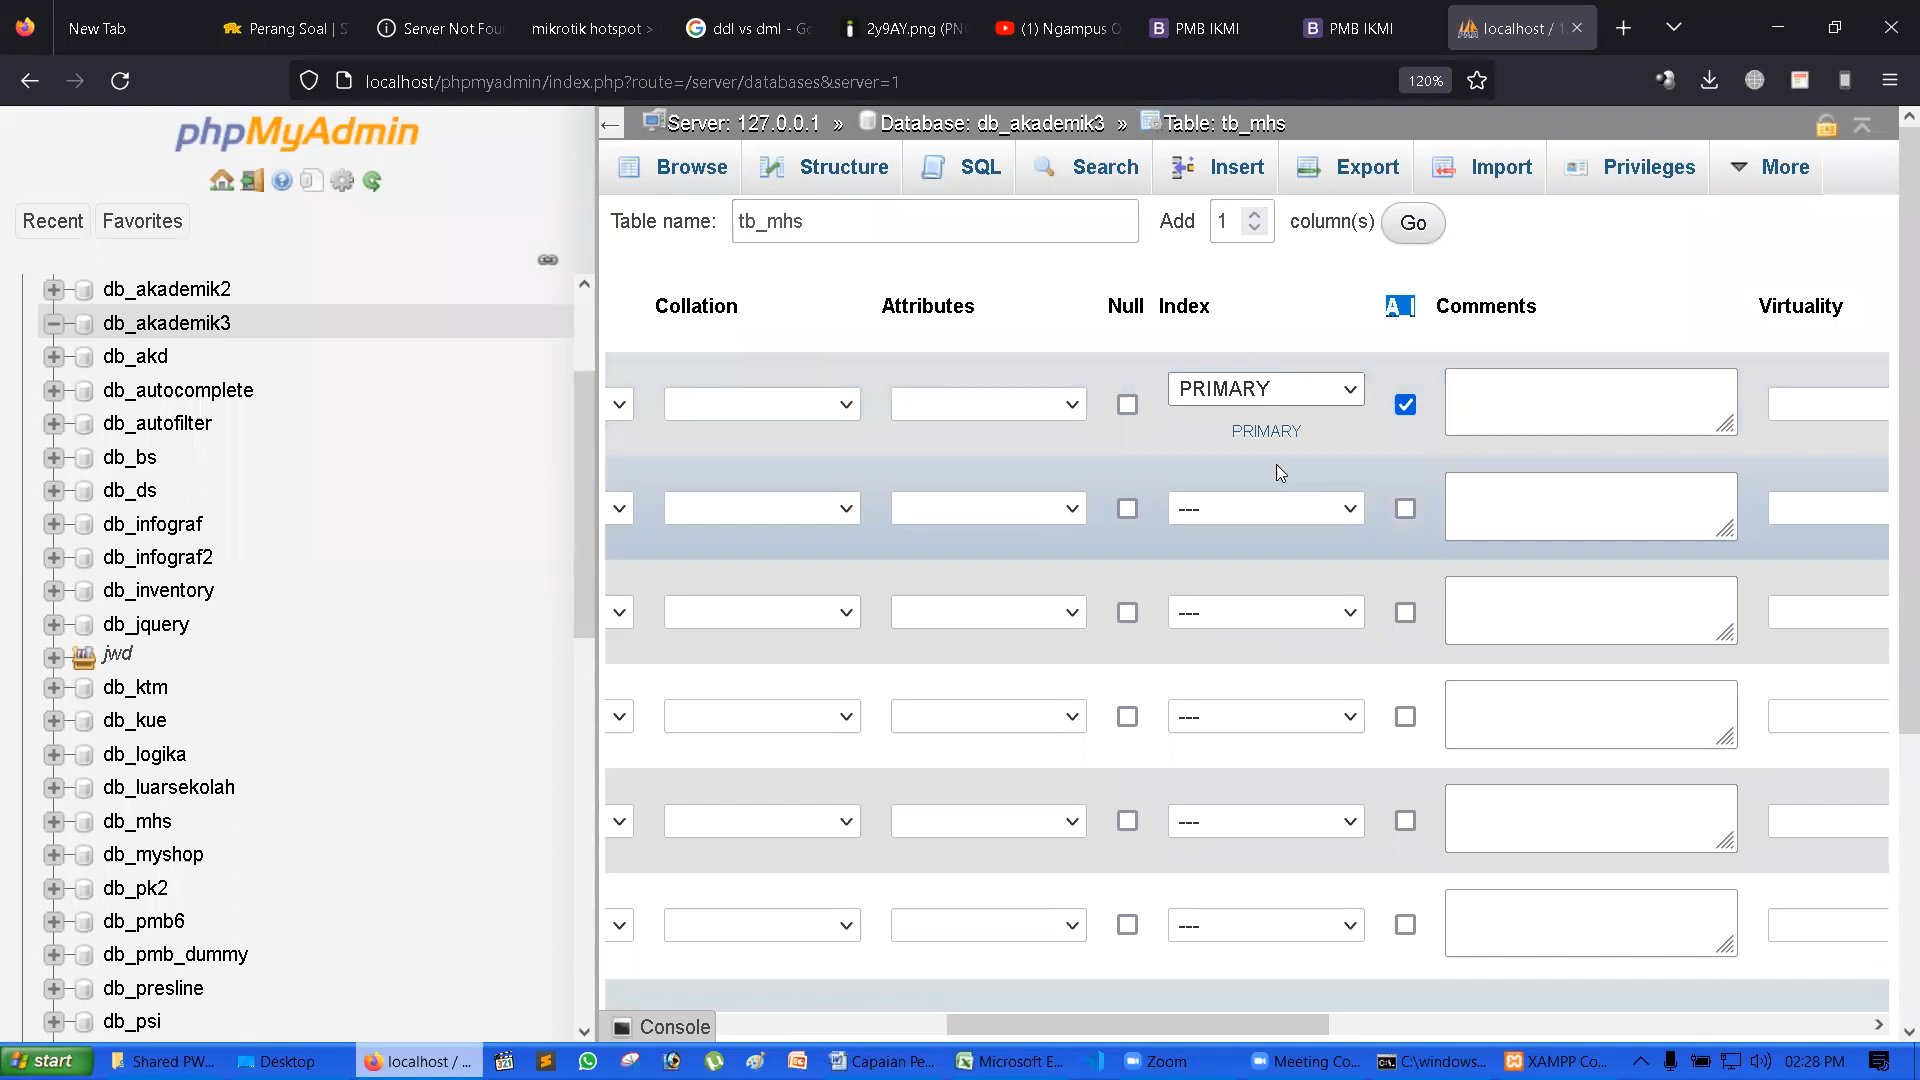 New Tab
Perang Soal | S
Server Not Fou
mikrotik hotspot >
ddl vs dml - Go
2y9AY.png (PN
(1) Ngampus O
PMB IKMI
PMB IKMI
localhost / 1
localhost/phpmyadmin/index.php?route=/server/databases&server=1
120%
phpMyAdmin
Recent
Favorites
db_akademik2
db_akademik3
db_akd
db_autocomplete
db_autofilter
db_bs
db_ds
db_infograf
db_infograf2
db_inventory
db_jquery
jwd
db_ktm
db_kue
db_logika
db_luarsekolah
db_mhs
db_myshop
db_pk2
db_pmb6
db_pmb_dummy
db_presline
db_psi
Server: 127.0.0.1 » Database: db_akademik3 » Table: tb_mhs
Browse
Structure
SQL
Search
Insert
Export
Import
Privileges
More
Table name: tb_mhs Add 1 column(s) Go
Collation Attributes Null Index A_I Comments Virtuality
PRIMARY
PRIMARY
---
---
---
---
---
Console
start
Shared PW...
Desktop
localhost / ...
Capaian Pe...
Microsoft E...
Zoom
Meeting Co...
C:\windows...
XAMPP Co...
02:28 PM